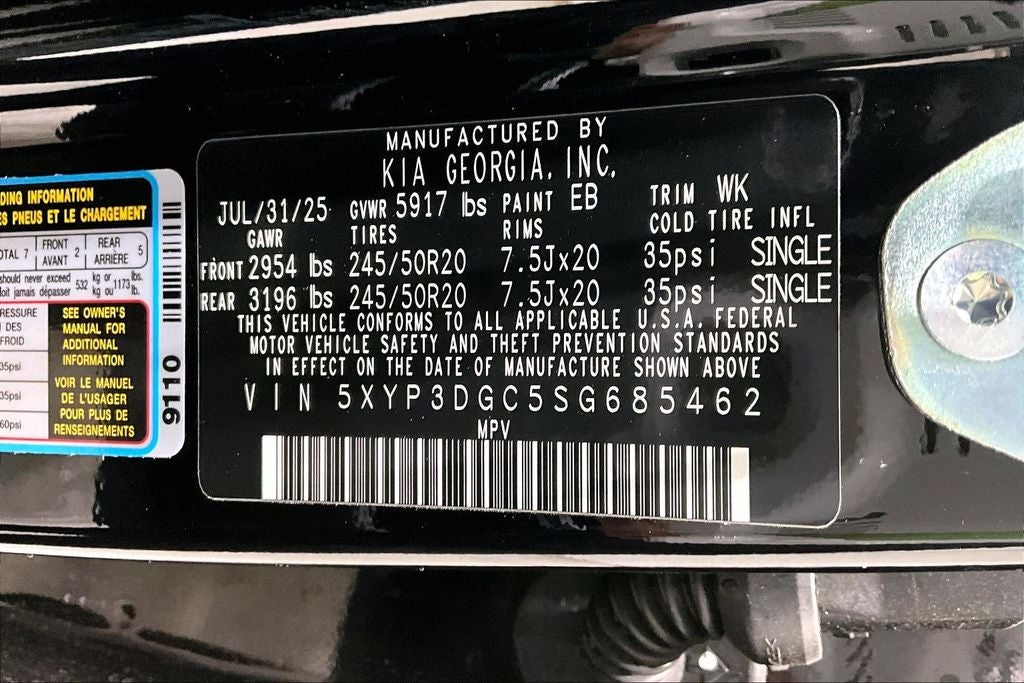 DING INFORMATION
ES PNEUS ET LE CHARGEMENT
OTAL 7 FRONT AVANT 2 REAR ARRIÈRE 5
should never exceed 532 kg or 1173 lbs.
doit jamais dépasser kg ou lb.
RESSURE
DES
FROID
35psi
35psi
60psi
SEE OWNER'S
MANUAL FOR
ADDITIONAL
INFORMATION
VOIR LE MANUEL
DE L'USAGER
POUR PLUS DE
RENSEIGNEMENTS
9110
MANUFACTURED BY
KIA GEORGIA, INC.
JUL/31/25 GVWR 5917 lbs PAINT EB TRIM WK
GAWR TIRES RIMS COLD TIRE INFL
FRONT 2954 lbs 245/50R20 7.5Jx20 35psi SINGLE
REAR 3196 lbs 245/50R20 7.5Jx20 35psi SINGLE
THIS VEHICLE CONFORMS TO ALL APPLICABLE U.S.A. FEDERAL
MOTOR VEHICLE SAFETY AND THEFT PREVENTION STANDARDS
IN EFFECT ON THE DATE OF MANUFACTURE SHOWN ABOVE
VIN 5XYP3DGC5SG685462
MPV